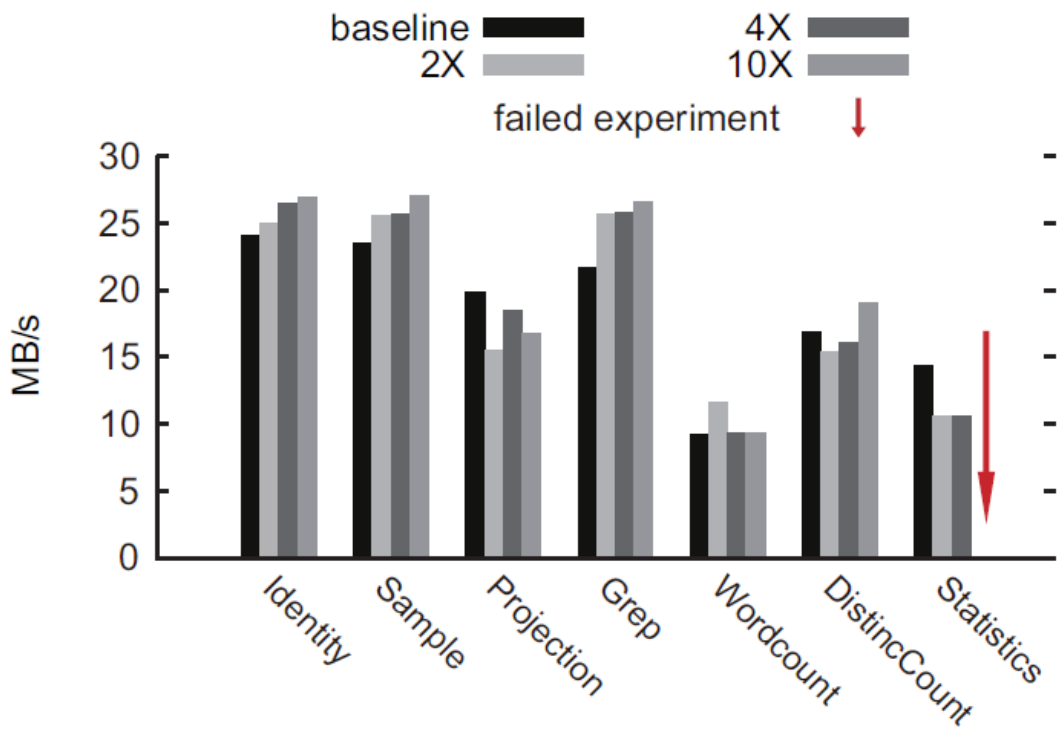 baseline 4X
2X 10X
failed experiment
MB/s
30
25
20
15
10
5
0
Identity
Sample
Projection
Grep
Wordcount
DistincCount
Statistics